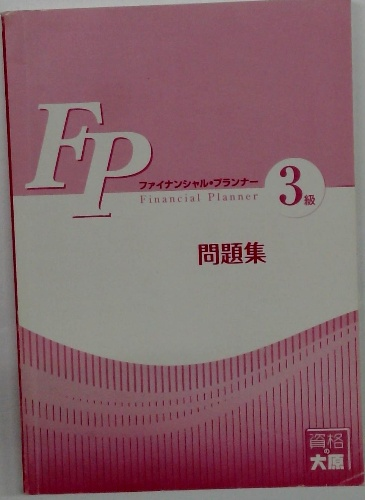 FP
ファイナンシャル・プランナー
Financial Planner
3級
問題集
資格の
大原